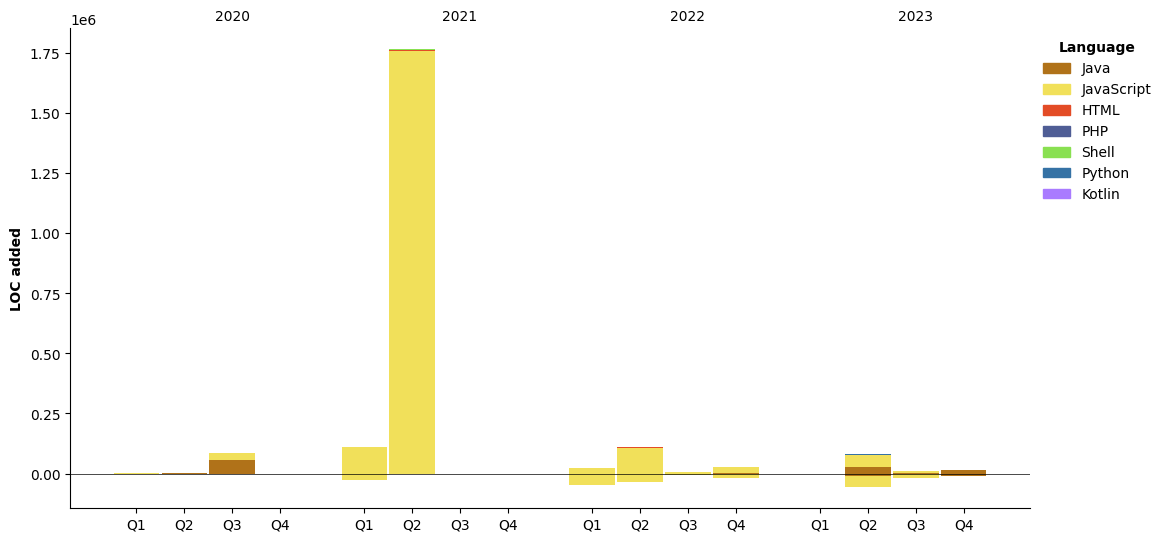 2020 2021 2022 2023
1e6
Language
Java
JavaScript
HTML
PHP
Shell
Python
Kotlin
LOC added
1.75
1.50
1.25
1.00
0.75
0.50
0.25
0.00
Q1 Q2 Q3 Q4 Q1 Q2 Q3 Q4 Q1 Q2 Q3 Q4 Q1 Q2 Q3 Q4